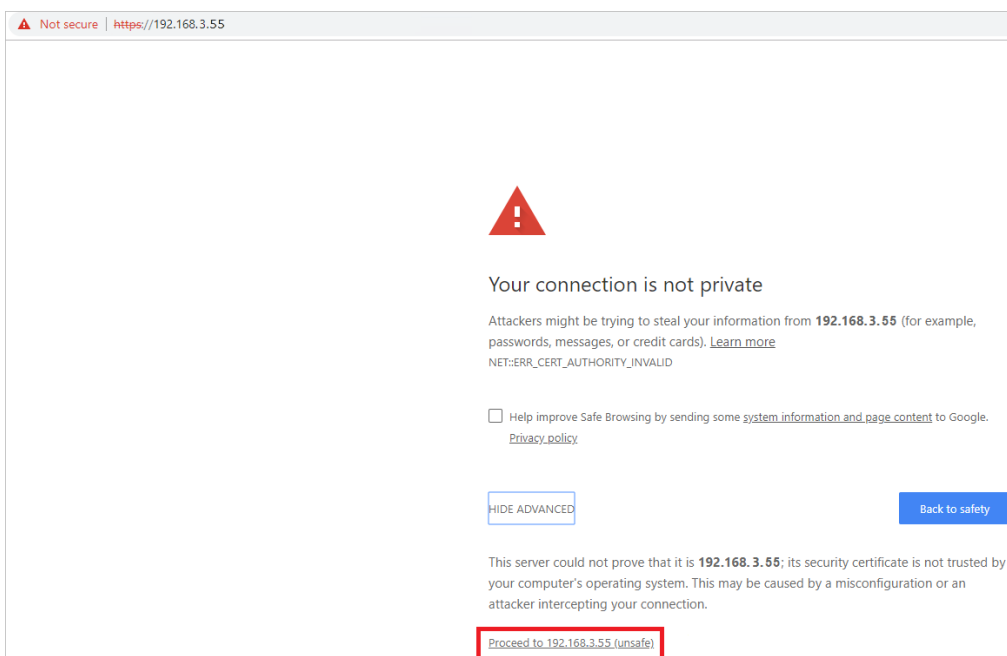 Not secure | https://192.168.3.55
Your connection is not private
Attackers might be trying to steal your information from 192.168.3.55 (for example,
passwords, messages, or credit cards). Learn more
NET::ERR_CERT_AUTHORITY_INVALID
Help improve Safe Browsing by sending some system information and page content to Google.
Privacy policy
HIDE ADVANCED
Back to safety
This server could not prove that it is 192.168.3.55; its security certificate is not trusted by
your computer's operating system. This may be caused by a misconfiguration or an
attacker intercepting your connection.
Proceed to 192.168.3.55 (unsafe)